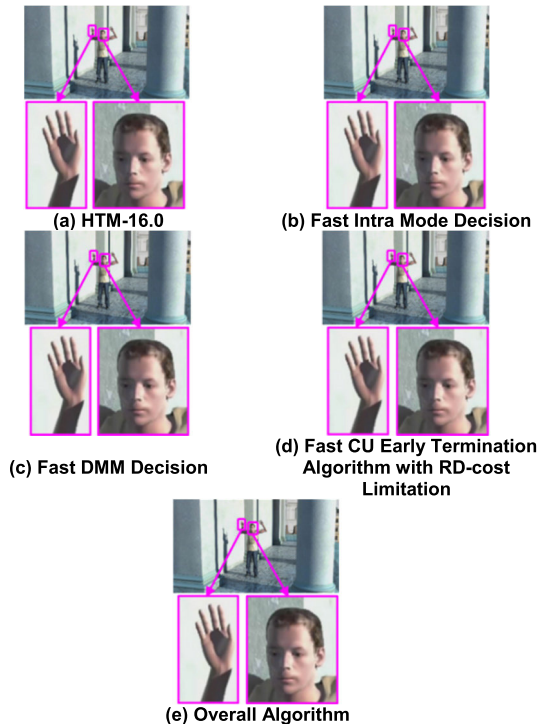 (a) HTM-16.0
(b) Fast Intra Mode Decision
(c) Fast DMM Decision
(d) Fast CU Early Termination
Algorithm with RD-cost
Limitation
(e) Overall Algorithm